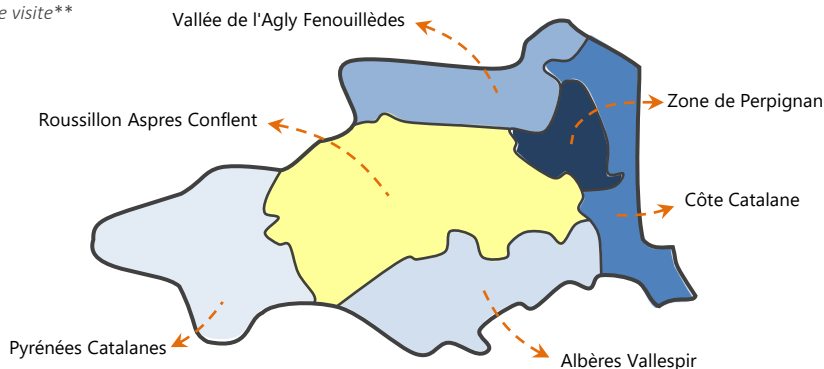 e visite**
Vallée de l'Agly Fenouillèdes
Zone de Perpignan
Roussillon Aspres Conflent
Côte Catalane
Pyrénées Catalanes
Albères Vallespir